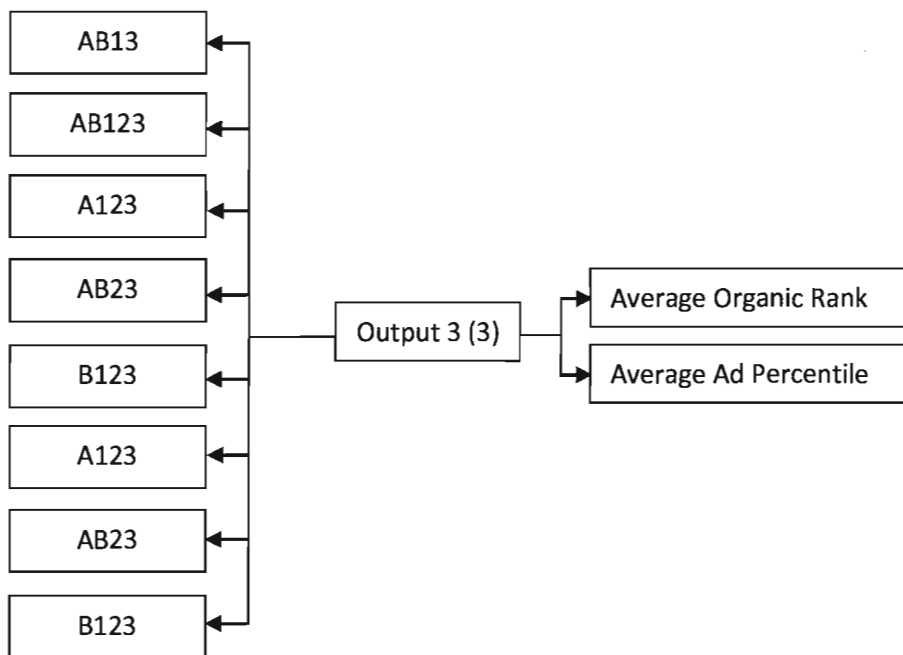 AB13
AB123
A123
AB23
B123
A123
AB23
B123
Output 3 (3)
Average Organic Rank
Average Ad Percentile